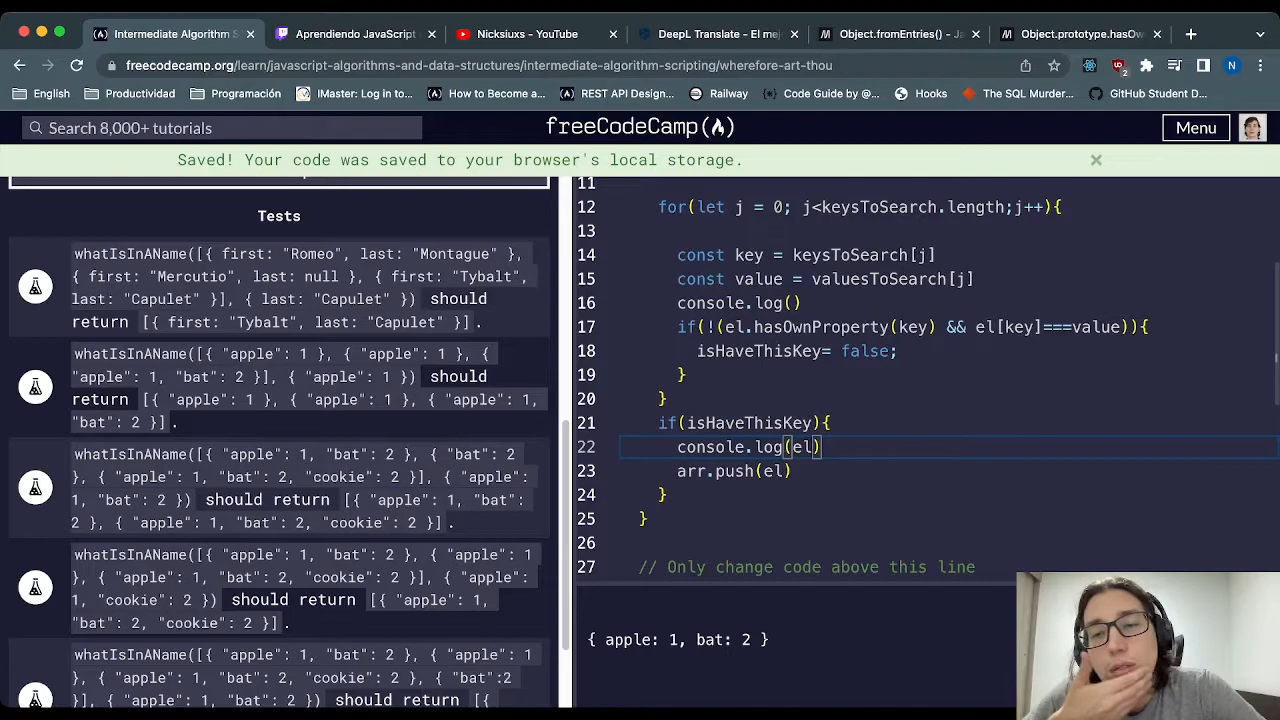 Intermediate Algorithm S
Aprendiendo JavaScript
Nicksiuxs - YouTube
DeepL Translate - El mej
Object.fromEntries() - Ja
Object.prototype.hasOw
freecodecamp.org/learn/javascript-algorithms-and-data-structures/intermediate-algorithm-scripting/wherefore-art-thou
2
N
English
Productividad
Programación
IMaster: Log in to...
How to Become a...
REST API Design...
Railway
Code Guide by @...
Hooks
The SQL Murder...
GitHub Student D...
Search 8,000+ tutorials
freeCodeCamp
Menu
Saved! Your code was saved to your browser's local storage.
Tests
whatIsInAName([{ first: "Romeo", last: "Montague" },
{ first: "Mercutio", last: null }, { first: "Tybalt",
last: "Capulet" }], { last: "Capulet" }) should
return [{ first: "Tybalt", last: "Capulet" }].
whatIsInAName([{ "apple": 1 }, { "apple": 1 }, {
"apple": 1, "bat": 2 }], { "apple": 1 }) should
return [{ "apple": 1 }, { "apple": 1 }, { "apple": 1,
"bat": 2 }].
whatIsInAName([{ "apple": 1, "bat": 2 }, { "bat": 2
}, { "apple": 1, "bat": 2, "cookie": 2 }], { "apple":
1, "bat": 2 }) should return [{ "apple": 1, "bat":
2 }, { "apple": 1, "bat": 2, "cookie": 2 }].
whatIsInAName([{ "apple": 1, "bat": 2 }, { "apple": 1
}, { "apple": 1, "bat": 2, "cookie": 2 }], { "apple":
1, "cookie": 2 }) should return [{ "apple": 1,
"bat": 2, "cookie": 2 }].
whatIsInAName([{ "apple": 1, "bat": 2 }, { "apple": 1
}, { "apple": 1, "bat": 2, "cookie": 2 }, { "bat":2
}], { "apple": 1, "bat": 2 }) should return [{
11
12 for(let j = 0; j<keysToSearch.length;j++){
13
14 const key = keysToSearch[j]
15 const value = valuesToSearch[j]
16 console.log()
17 if(!(el.hasOwnProperty(key) && el[key]===value)){
18 isHaveThisKey= false;
19 }
20 }
21 if(isHaveThisKey){
22 console.log(el)
23 arr.push(el)
24 }
25 }
26
27 // Only change code above this line
{ apple: 1, bat: 2 }